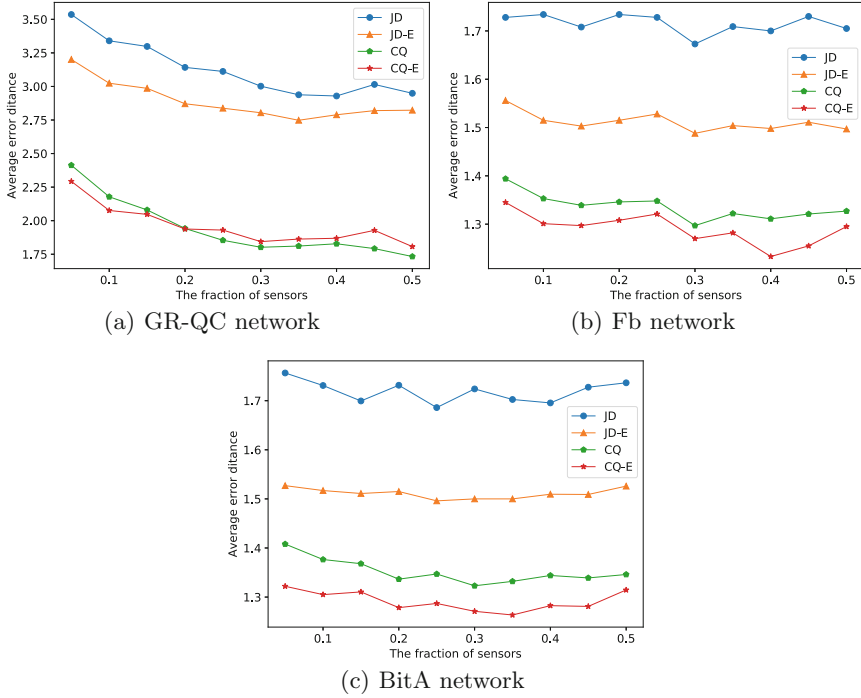 3.50
3.25
3.00
2.75
2.50
2.25
2.00
1.75
Average error ditance
JD
JD-E
CQ
CQ-E
0.1 0.2 0.3 0.4 0.5
The fraction of sensors
(a) GR-QC network
1.7
1.6
1.5
1.4
1.3
Average error ditance
JD
JD-E
CQ
CQ-E
0.1 0.2 0.3 0.4 0.5
The fraction of sensors
(b) Fb network
1.7
1.6
1.5
1.4
1.3
Average error ditance
JD
JD-E
CQ
CQ-E
0.1 0.2 0.3 0.4 0.5
The fraction of sensors
(c) BitA network